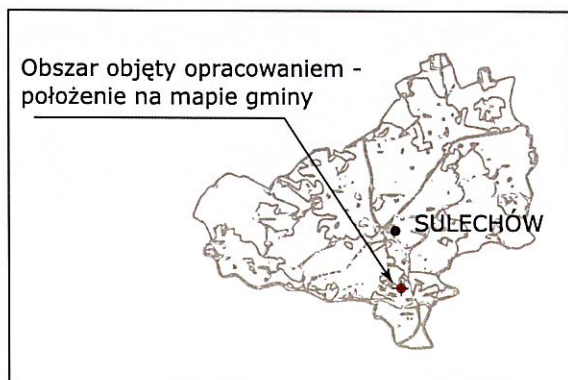 Obszar objęty opracowaniem -
położenie na mapie gminy
SULECHÓW